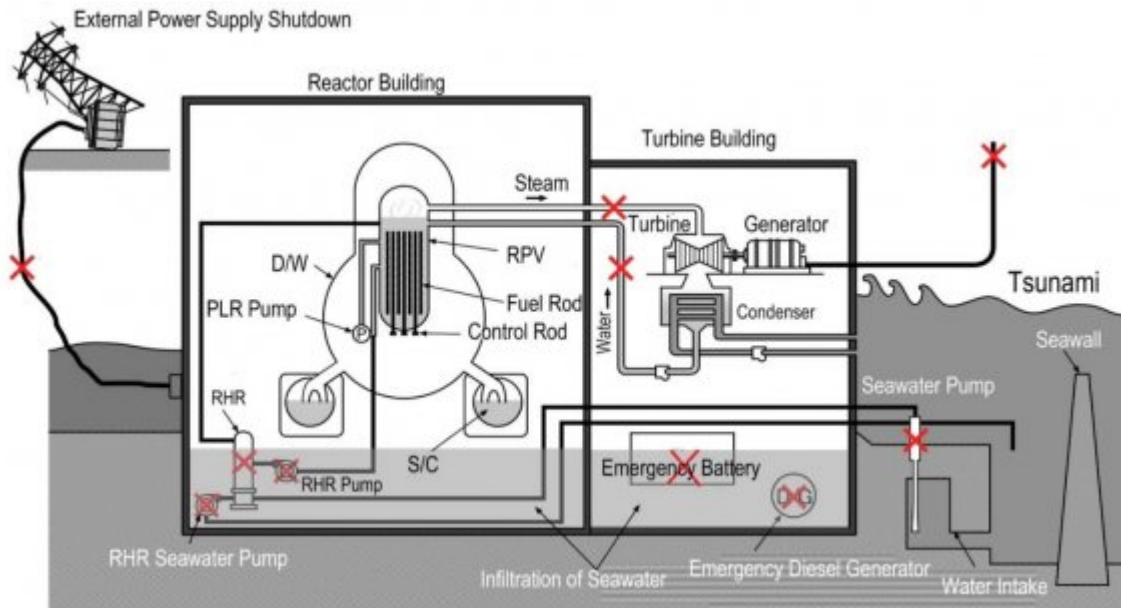 External Power Supply Shutdown
Reactor Building
Turbine Building
Steam
Turbine
Generator
D/W
RPV
Tsunami
Fuel Rod
PLR Pump
P
Control Rod
Water
Condenser
Seawall
Seawater Pump
RHR
S/C
Emergency Battery
RHR Pump
D/G
RHR Seawater Pump
Infiltration of Seawater
Emergency Diesel Generator
Water Intake